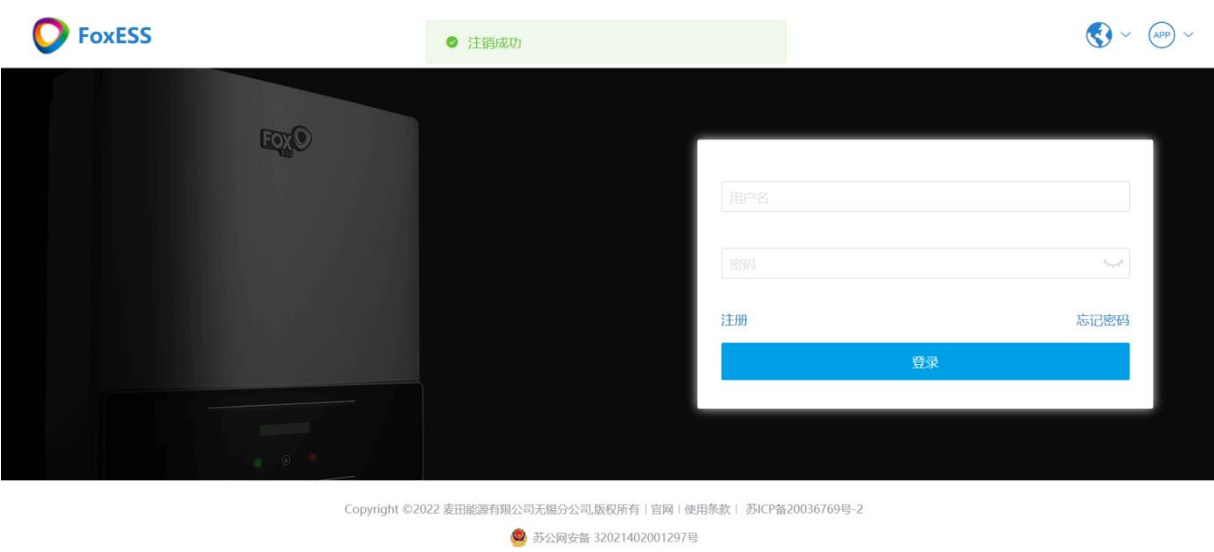 FoxESS
注销成功
APP
FOX
ESS
用户名
密码
注册
忘记密码
登录
Copyright ©2022 麦田能源有限公司无锡分公司,版权所有 | 官网 | 使用条款 | 苏ICP备20036769号-2
苏公网安备 32021402001297号